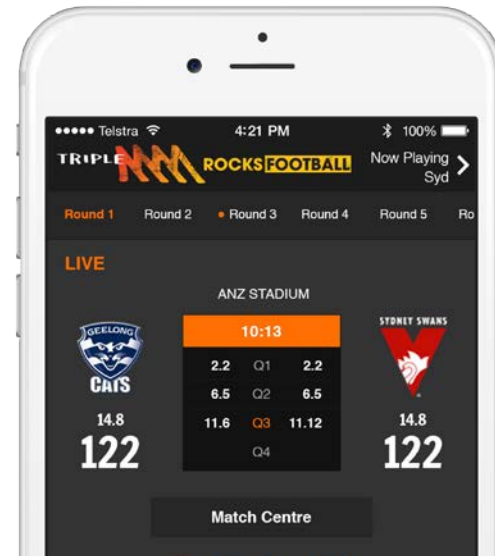 Telstra 4:21 PM 100%
TRIPLE MMM ROCKS FOOTBALL Now Playing
Syd
Round 1 Round 2 Round 3 Round 4 Round 5 Ro
LIVE
ANZ STADIUM
GEELONG
CATS
10:13
SYDNEY SWANS
2.2 Q1 2.2
6.5 Q2 6.5
11.6 Q3 11.12
Q4
14.8
122
14.8
122
Match Centre